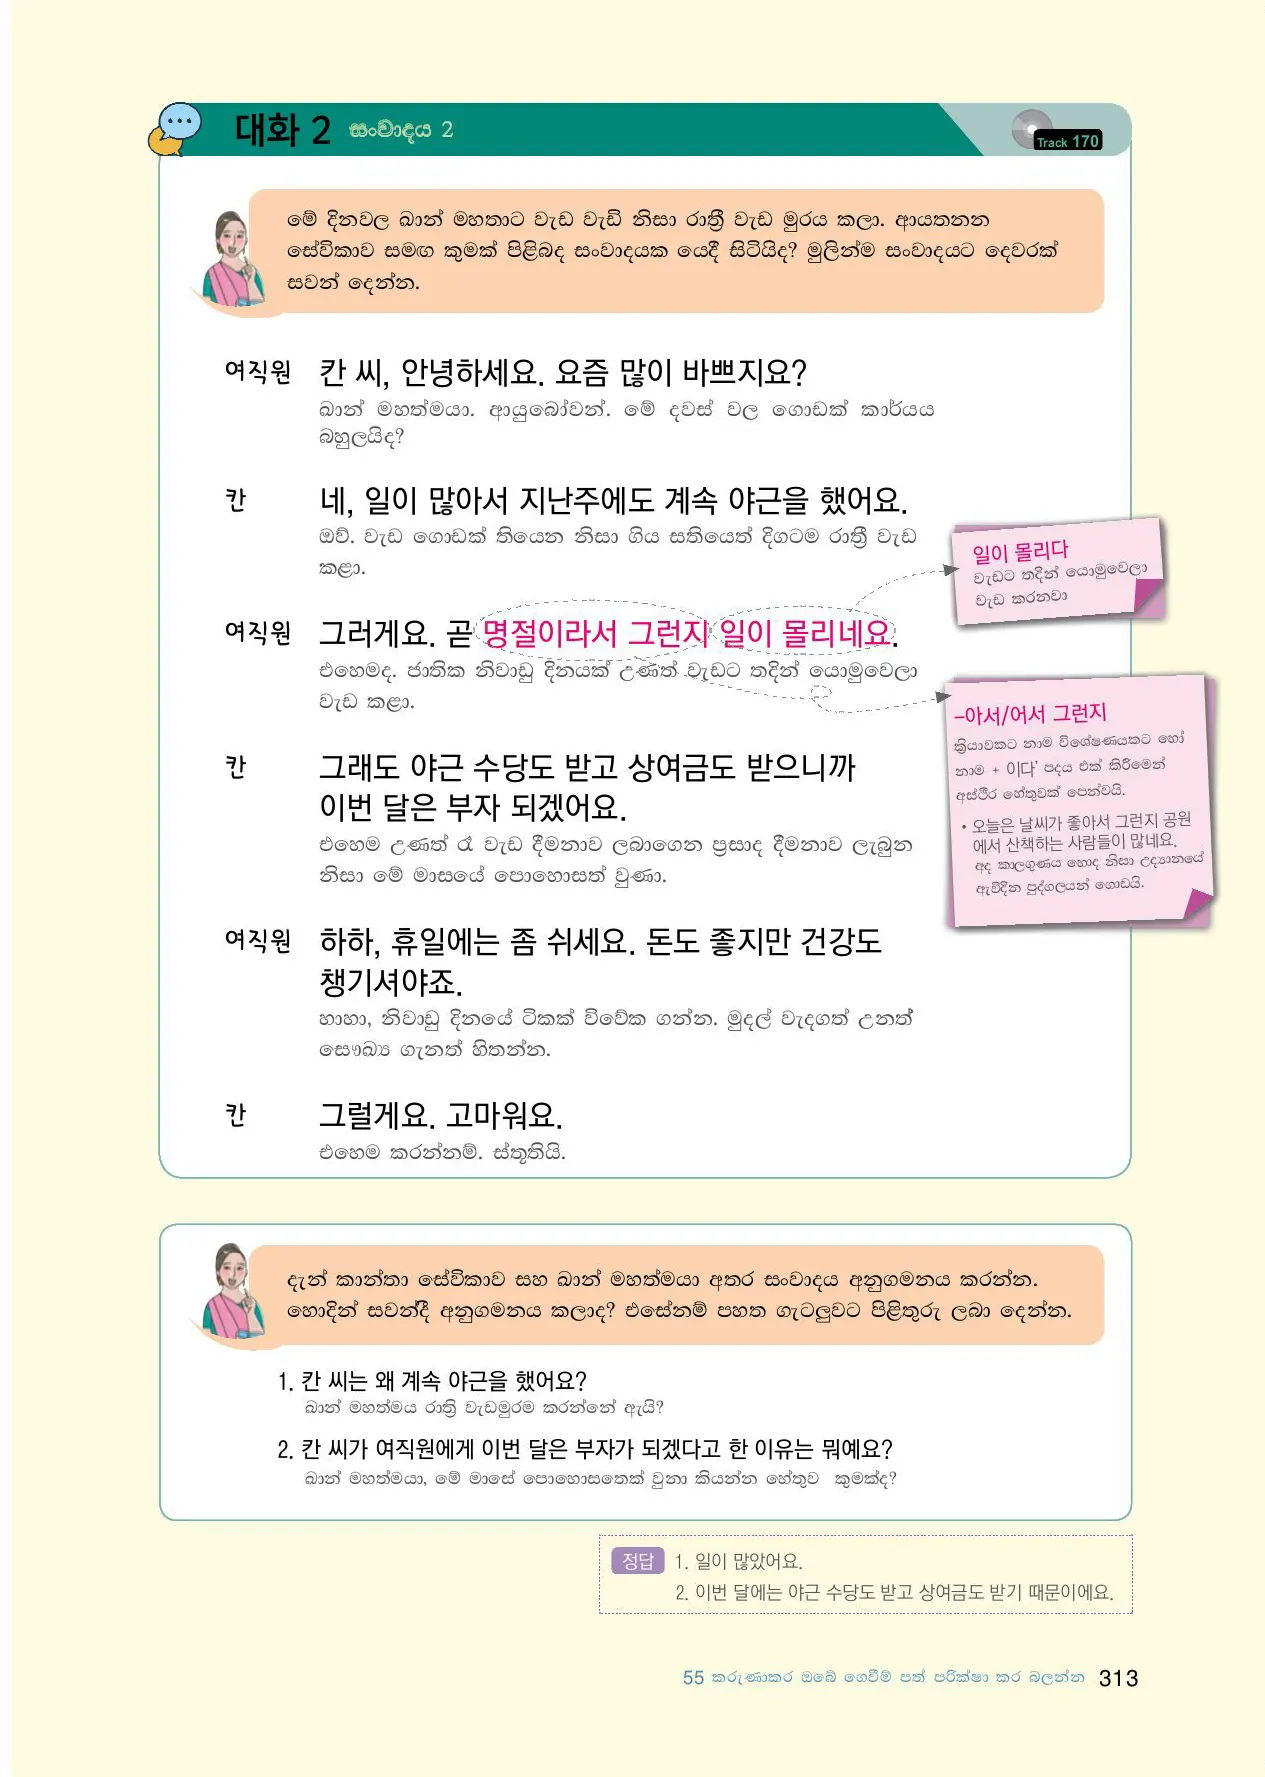 대화 2 සංවාදය 2
Track 170
මේ දිනවල ඛාන් මහතාට වැඩ වැඩි නිසා රාත්‍රී වැඩ මුරය කලා. ආයතනන
සේවිකාව සමඟ කුමක් පිළිබද සංවාදයක යෙදී සිටියිද? මුලින්ම සංවාදයට දෙවරක්
සවන් දෙන්න.
여직원 칸 씨, 안녕하세요. 요즘 많이 바쁘지요?
ඛාන් මහත්මයා. ආයුබෝවන්. මේ දවස් වල ගොඩක් කාර්යය
බහුලයිද?
칸 네, 일이 많아서 지난주에도 계속 야근을 했어요.
ඔව්. වැඩ ගොඩක් තියෙන නිසා ගිය සතියෙත් දිගටම රාත්‍රී වැඩ
කළා.
여직원 그러게요. 곧 명절이라서 그런지 일이 몰리네요.
එහෙමද. ජාතික නිවාඩු දිනයක් උණත් වැඩට තදින් යොමුවෙලා
වැඩ කළා.
일이 몰리다
වැඩට තදින් යොමුවෙලා
වැඩ කරනවා
-아서/어서 그런지
ක්‍රියාවකට නාම විශේෂණයකට හෝ
නාම + 이다' පදය එක් කිරීමෙන්
අස්ථිර හේතුවක් පෙන්වයි.
• 오늘은 날씨가 좋아서 그런지 공원
에서 산책하는 사람들이 많네요.
අද කාලගුණය හොද නිසා උද්‍යානයේ
ඇවිදින පුද්ගලයන් ගොඩයි.
칸 그래도 야근 수당도 받고 상여금도 받으니까
이번 달은 부자 되겠어요.
එහෙම උණත් රෑ වැඩ දීමනාව ලබාගෙන ප්‍රසාද දීමනාව ලැබුන
නිසා මේ මාසයේ පොහොසත් වුණා.
여직원 하하, 휴일에는 좀 쉬세요. 돈도 좋지만 건강도
챙기셔야죠.
හාහා, නිවාඩු දිනයේ ටිකක් විවේක ගන්න. මුදල් වැදගත් උනත්
සෞඛ්‍ය ගැනත් හිතන්න.
칸 그럴게요. 고마워요.
එහෙම කරන්නම්. ස්තූතියි.
දැන් කාන්තා සේවිකාව සහ ඛාන් මහත්මයා අතර සංවාදය අනුගමනය කරන්න.
හොදින් සවන්දී අනුගමනය කලාද? එසේනම් පහත ගැටලුවට පිළිතුරු ලබා දෙන්න.
1. 칸 씨는 왜 계속 야근을 했어요?
ඛාන් මහත්මය රාත්‍රි වැඩමුරම කරන්නේ ඇයි?
2. 칸 씨가 여직원에게 이번 달은 부자가 되겠다고 한 이유는 뭐예요?
ඛාන් මහත්මයා, මේ මාසේ පොහොසතෙක් වුනා කියන්න හේතුව කුමක්ද?
정답 1. 일이 많았어요.
2. 이번 달에는 야근 수당도 받고 상여금도 받기 때문이에요.
55 කරුණාකර ඔබේ ගෙවීම් පත් පරික්ෂා කර බලන්න 313